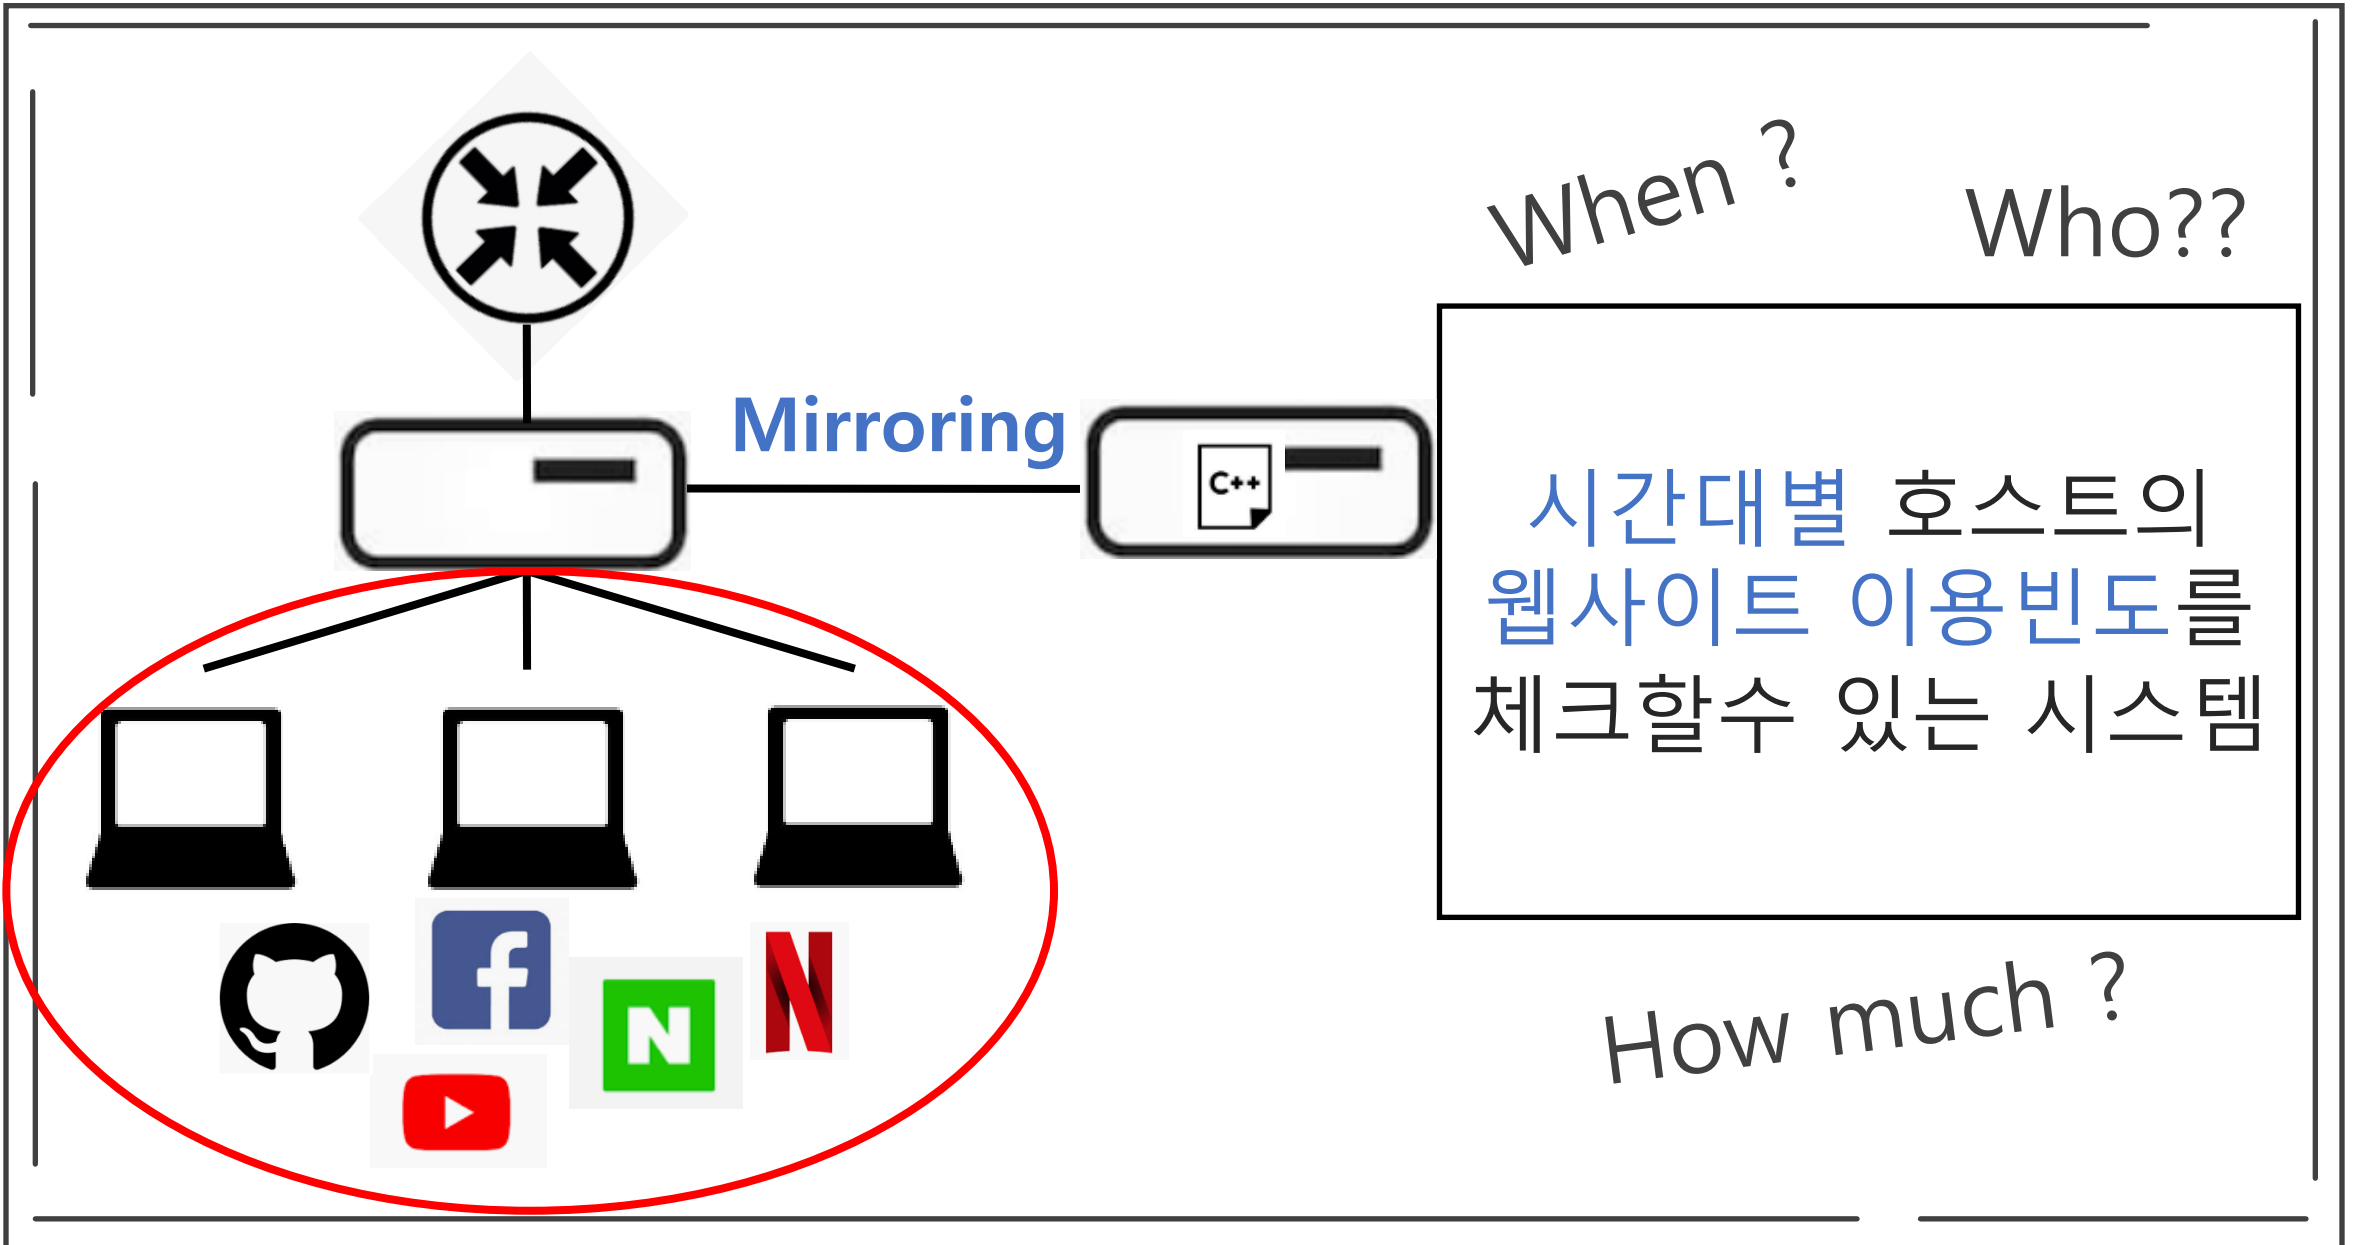 When ?
Who??
Mirroring
C++
시간대별 호스트의
웹사이트 이용빈도를
체크할수 있는 시스템
How much ?
f
N
N